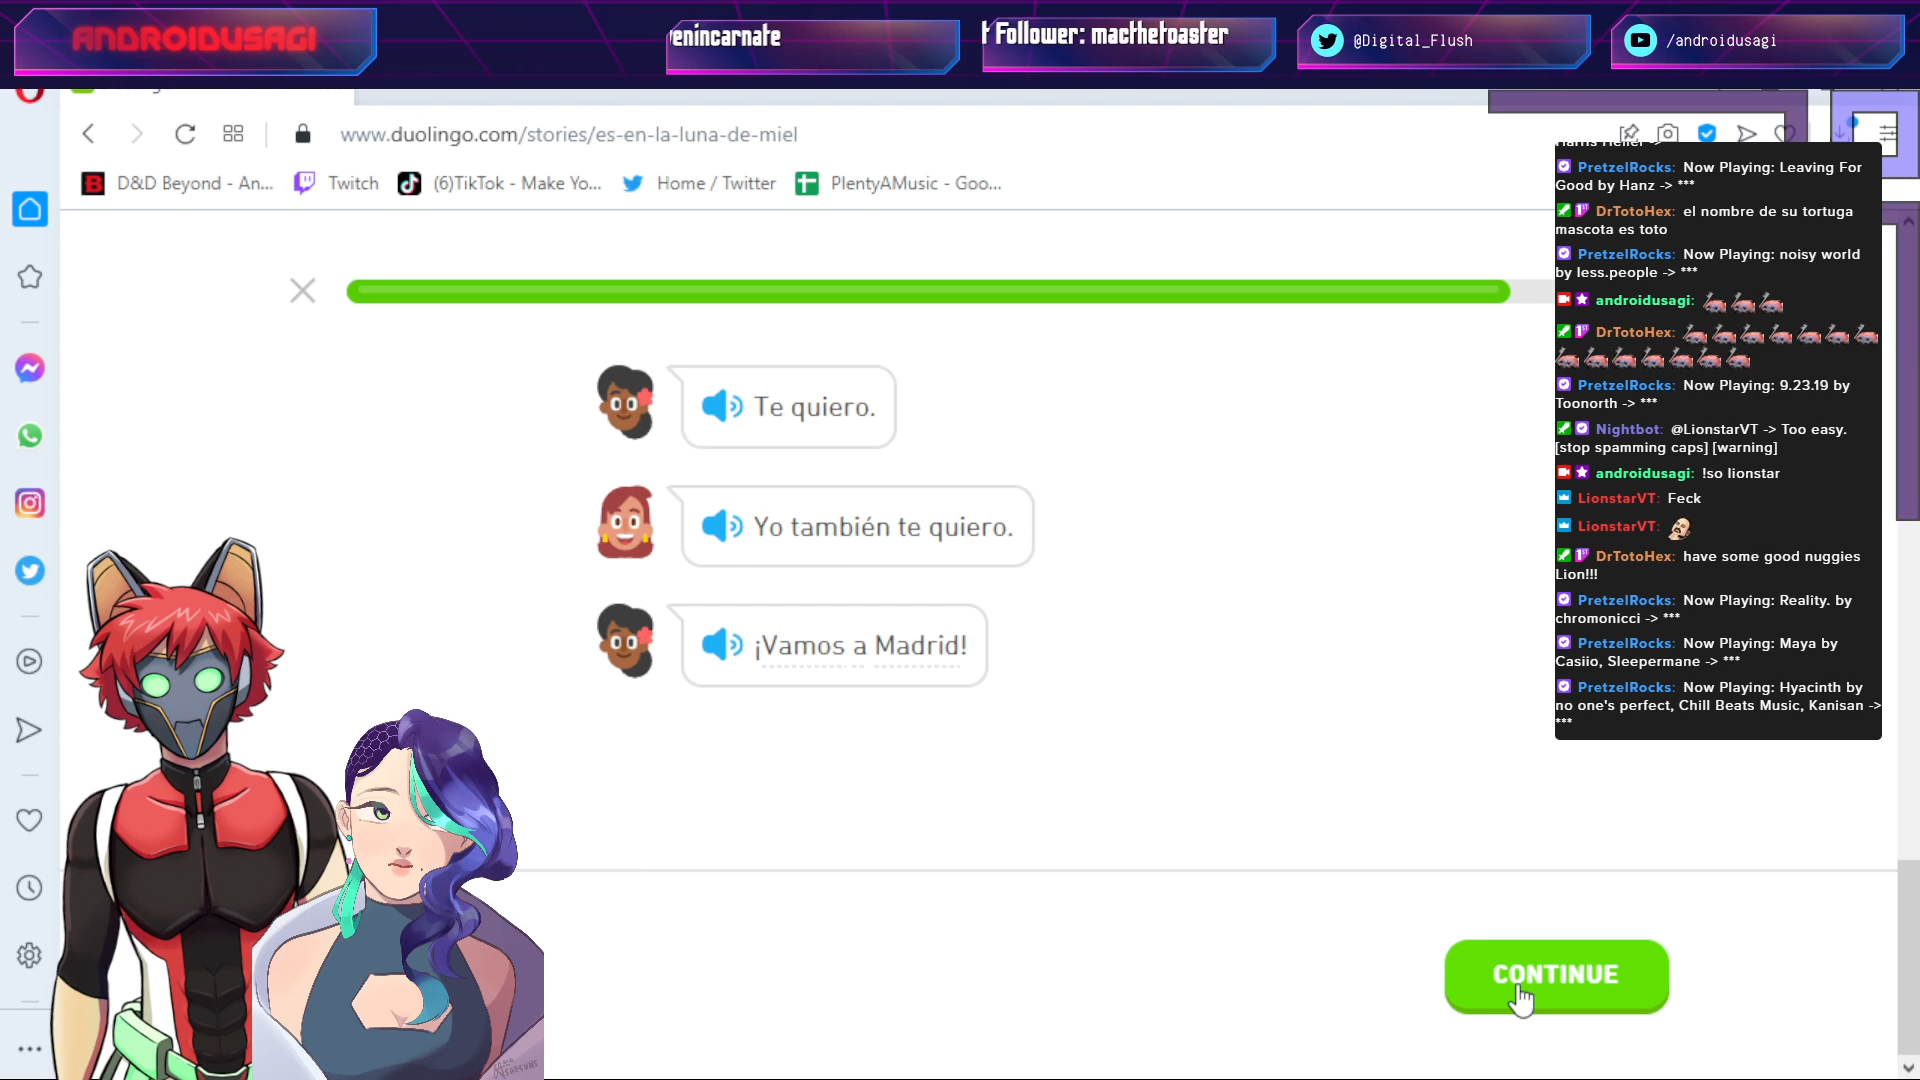 ANDROIDUSAGI
enincarnate
t Follower: macthetoaster
@Digital_Flush
/androidusagi
www.duolingo.com/stories/es-en-la-luna-de-miel
D&D Beyond - An...
Twitch
(6)TikTok - Make Yo...
Home / Twitter
PlentyAMusic - Goo...
PretzelRocks: Now Playing: Leaving For
Good by Hanz -> ***
DrTotoHex: el nombre de su tortuga
mascota es toto
PretzelRocks: Now Playing: noisy world
by less.people -> ***
androidusagi:
DrTotoHex:
PretzelRocks: Now Playing: 9.23.19 by
Toonorth -> ***
Nightbot: @LionstarVT -> Too easy.
[stop spamming caps] [warning]
androidusagi: !so lionstar
LionstarVT: Feck
LionstarVT:
DrTotoHex: have some good nuggies
Lion!!!
PretzelRocks: Now Playing: Reality. by
chromonicci -> ***
PretzelRocks: Now Playing: Maya by
Casiio, Sleepermane -> ***
PretzelRocks: Now Playing: Hyacinth by
no one's perfect, Chill Beats Music, Kanisan ->
***
Te quiero.
Yo también te quiero.
¡Vamos a Madrid!
CONTINUE